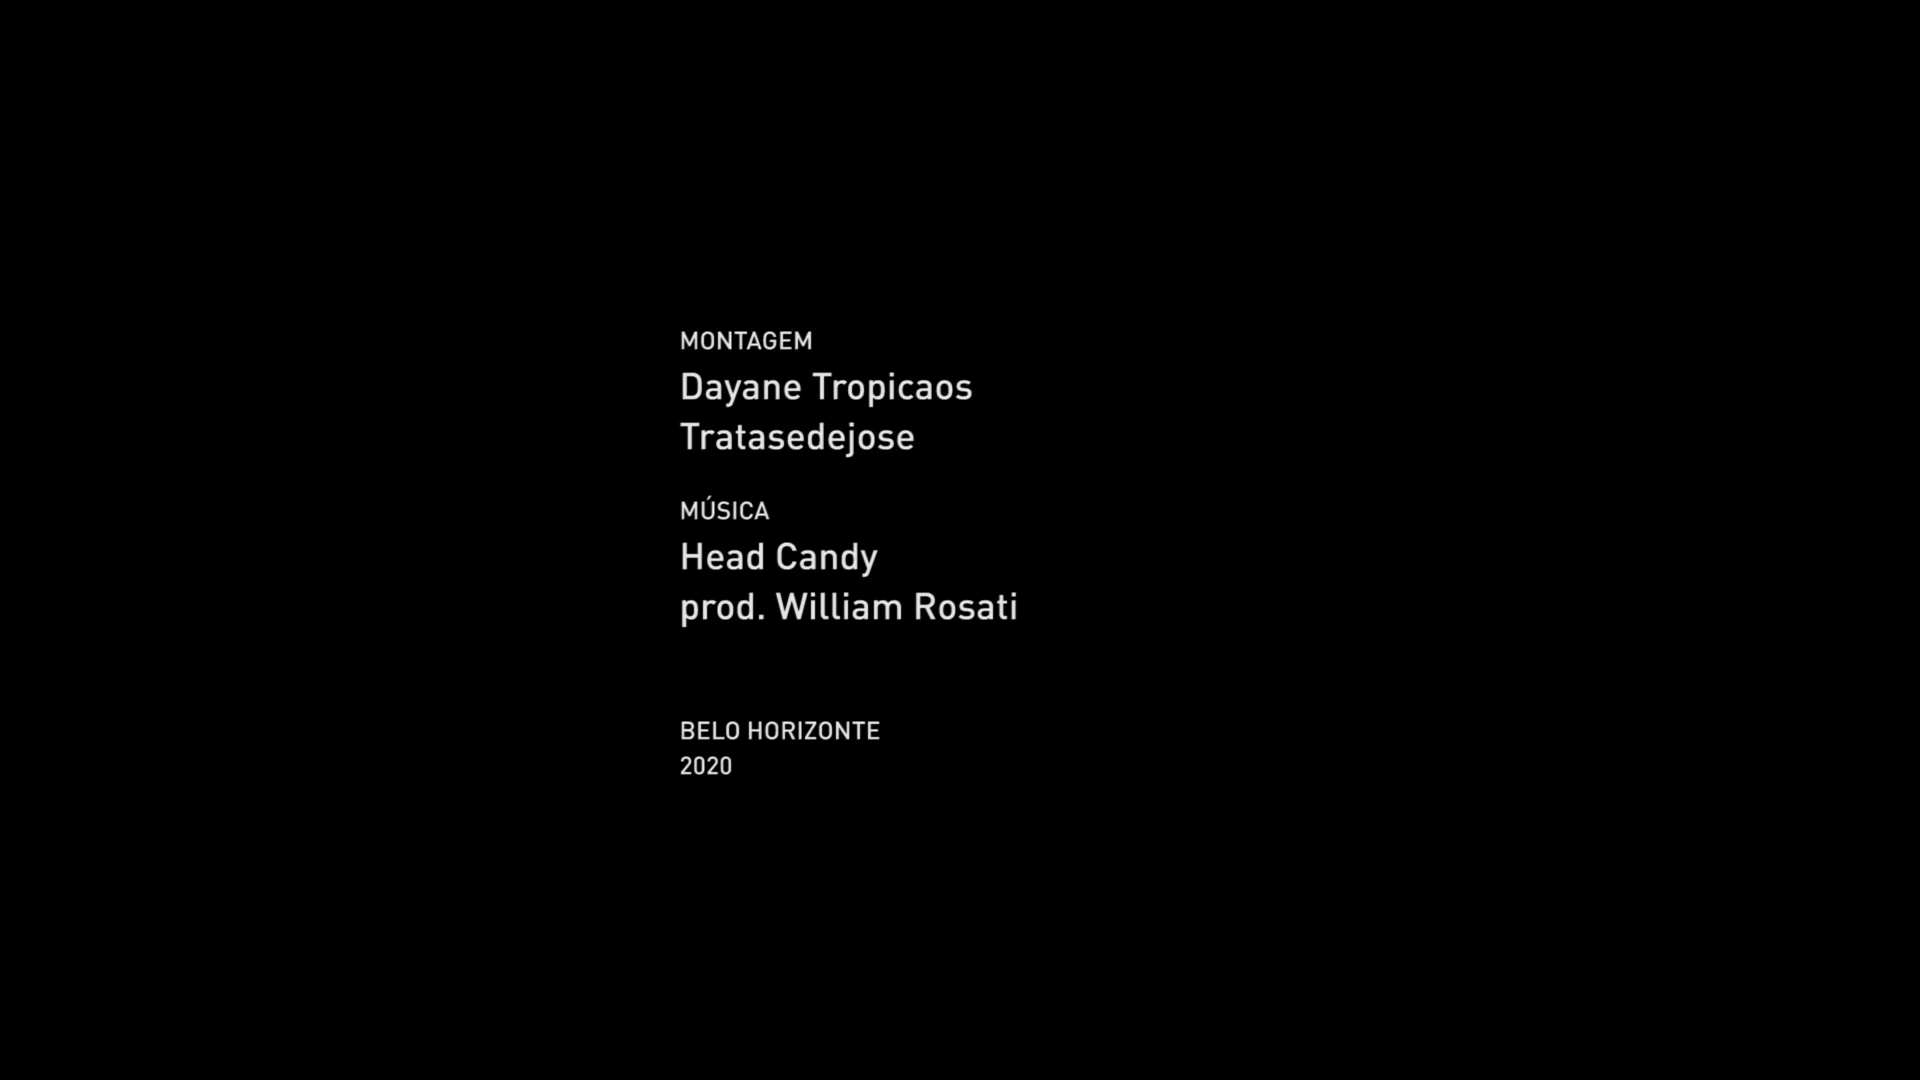 MONTAGEM
Dayane Tropicaos
Tratasedejose
MÚSICA
Head Candy
prod. William Rosati
BELO HORIZONTE
2020